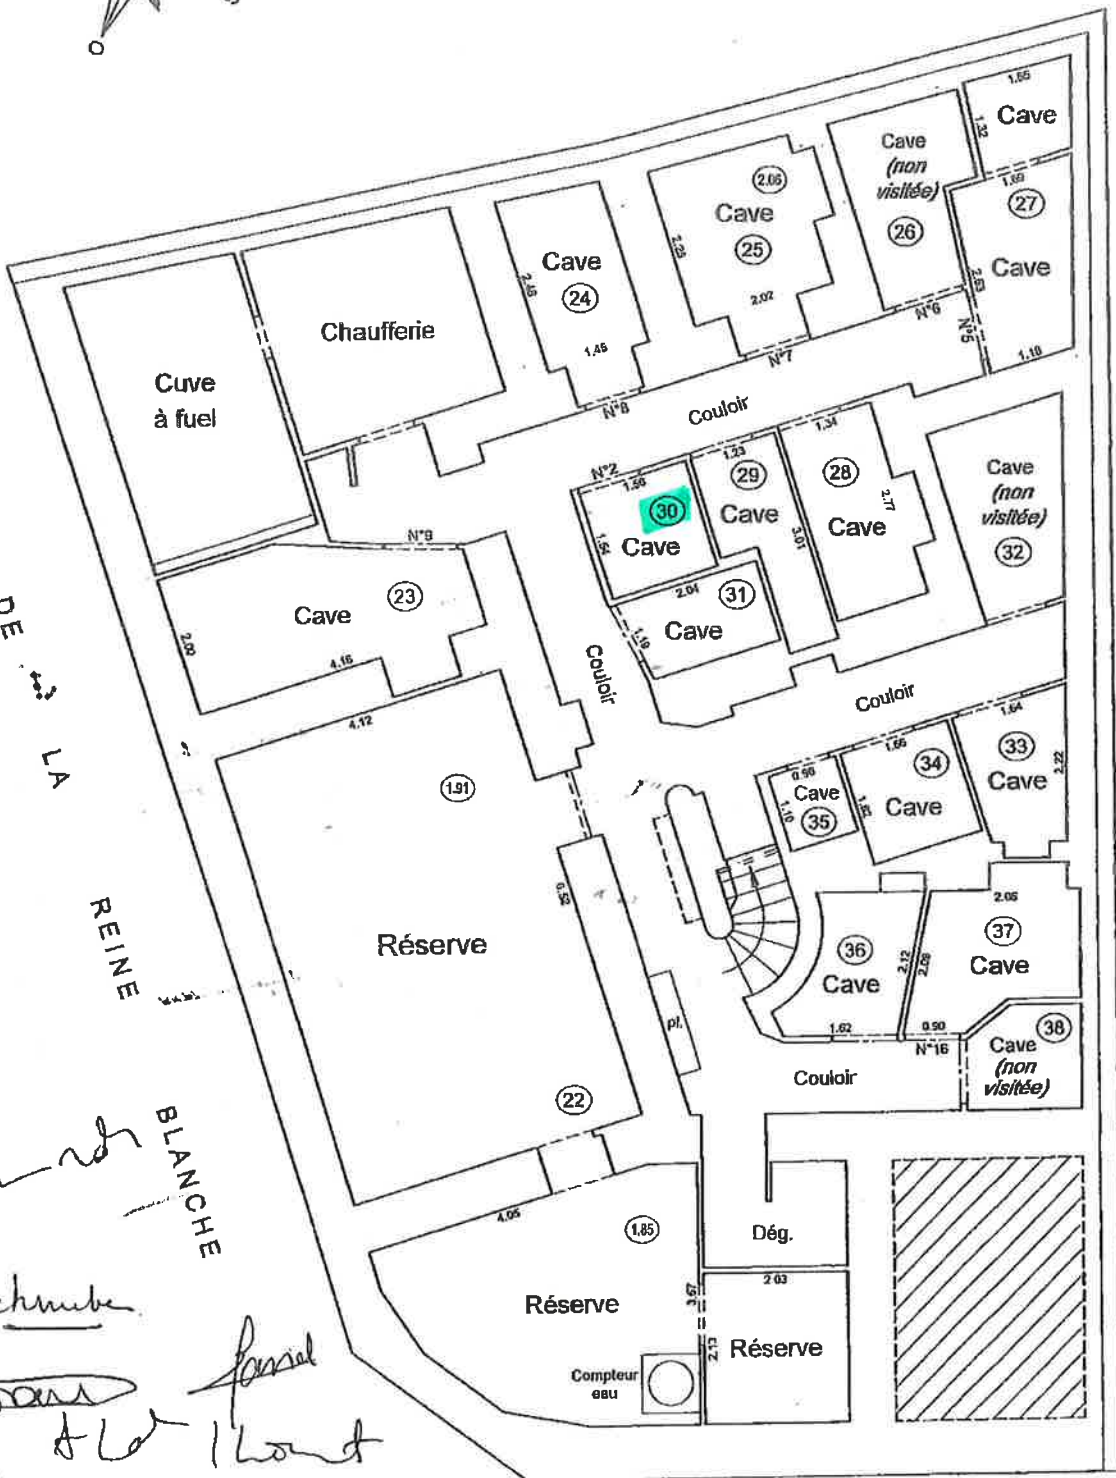 O
1.55
Cave
1.32
Cave
(non
visitée)
26
1.69
27
Cave
2.63
N°5
1.10
N°6
2.06
Cave
25
2.25
2.02
N°7
Cave
24
2.46
1.45
N°8
Chaufferie
Cuve
à fuel
Couloir
N°2
1.56
30
Cave
1.54
1.23
29
Cave
3.01
1.34
28
Cave
2.77
Cave
(non
visitée)
32
N°9
Cave
23
2.00
4.16
2.04
31
Cave
1.10
Couloir
Couloir
4.12
1.91
6.52
Réserve
22
0.90
Cave
35
1.10
1.66
34
Cave
1.62
1.64
33
Cave
2.22
36
Cave
2.12
1.62
2.05
37
Cave
2.09
0.90
N°16
38
Cave
(non
visitée)
pl.
Couloir
DE LA REINE BLANCHE
4.05
1.85
Réserve
3.67
Compteur
eau
Dég.
2.03
Réserve
2.13